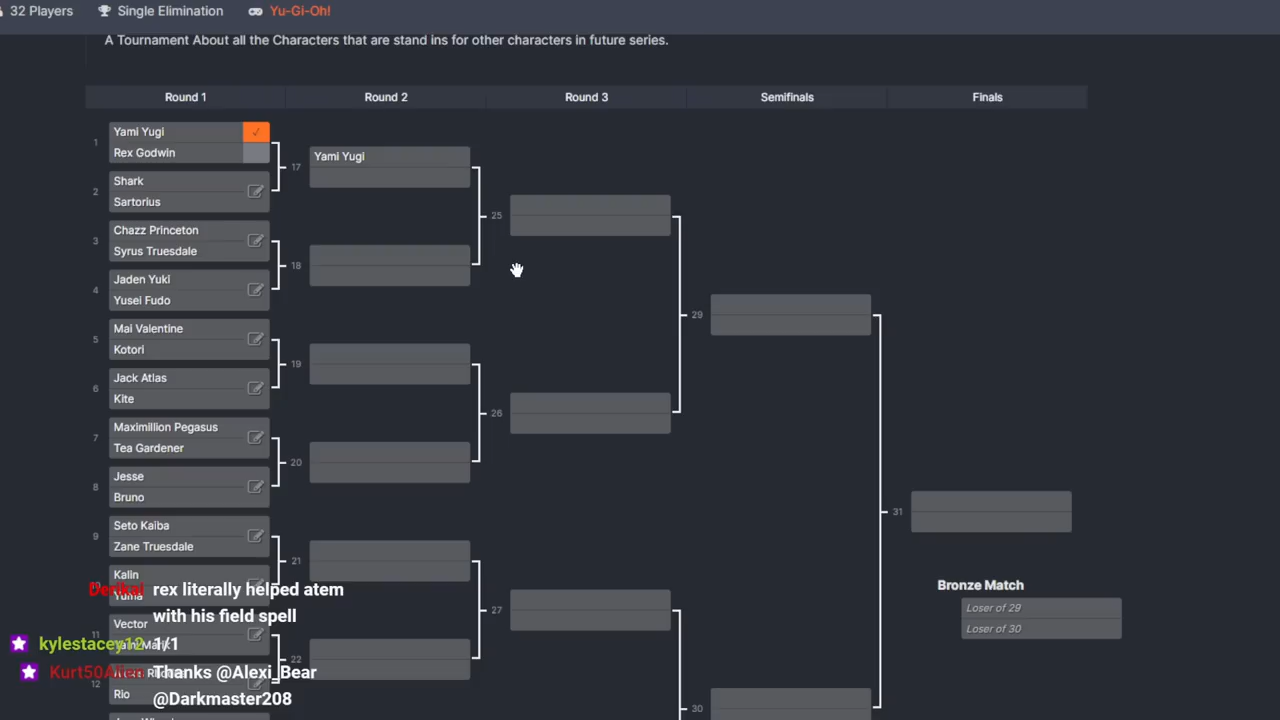 32 Players Single Elimination Yu-Gi-Oh!
A Tournament About all the Characters that are stand ins for other characters in future series.
Round 1 Round 2 Round 3 Semifinals Finals
1 Yami Yugi ✓
Rex Godwin
17 Yami Yugi
2 Shark
Sartorius
25
3 Chazz Princeton
Syrus Truesdale
18
4 Jaden Yuki
Yusei Fudo
29
5 Mai Valentine
Kotori
19
6 Jack Atlas
Kite
26
7 Maximillion Pegasus
Tea Gardener
20
8 Jesse
Bruno
31
9 Seto Kaiba
Zane Truesdale
21
Kalin
Yuma
27
11 Vector
22
12
Rio
30
Bronze Match
Loser of 29
Loser of 30
Derikai rex literally helped atem
with his field spell
kylestacey12 1/1
Kurt50Alien Thanks @Alexi_Bear
@Darkmaster208